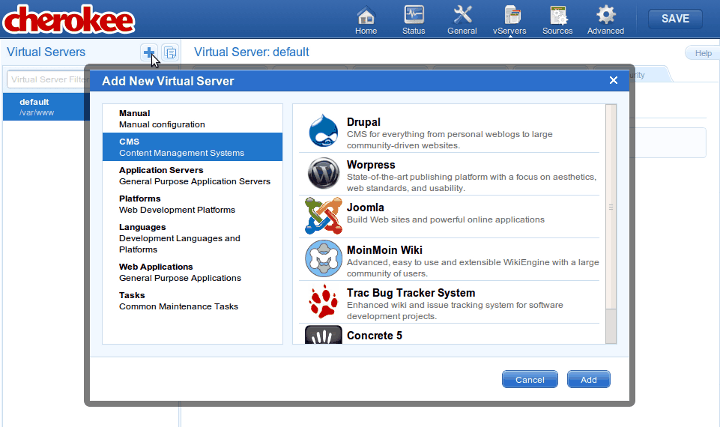 cherokee
Home
Status
General
vServers
Sources
Advanced
SAVE
Virtual Servers
Virtual Server: default
Help
Virtual Server Filter
default
/var/www
Add New Virtual Server
Manual
Manual configuration
CMS
Content Management Systems
Application Servers
General Purpose Application Servers
Platforms
Web Development Platforms
Languages
Development Languages and
Platforms
Web Applications
General Purpose Applications
Tasks
Common Maintenance Tasks
Drupal
CMS for everything from personal weblogs to large
community-driven websites.
Worpress
State-of-the-art publishing platform with a focus on aesthetics,
web standards, and usability.
Joomla
Build Web sites and powerful online applications
MoinMoin Wiki
Advanced, easy to use and extensible WikiEngine with a large
community of users.
Trac Bug Tracker System
Enhanced wiki and issue tracking system for software
development projects.
Concrete 5
Cancel
Add